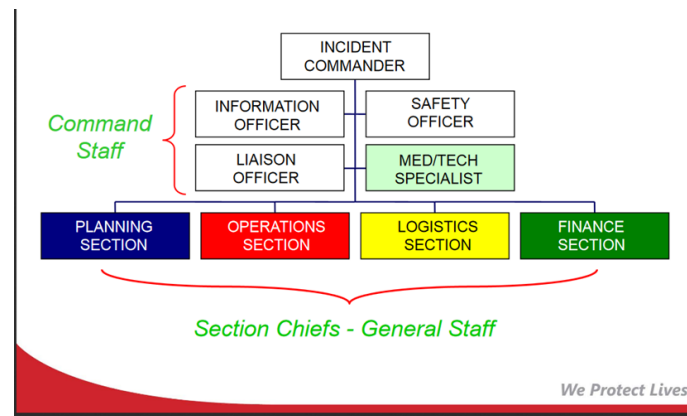 INCIDENT
COMMANDER
Command
Staff
INFORMATION
OFFICER
SAFETY
OFFICER
LIAISON
OFFICER
MED/TECH
SPECIALIST
PLANNING
SECTION
OPERATIONS
SECTION
LOGISTICS
SECTION
FINANCE
SECTION
Section Chiefs - General Staff
We Protect Lives